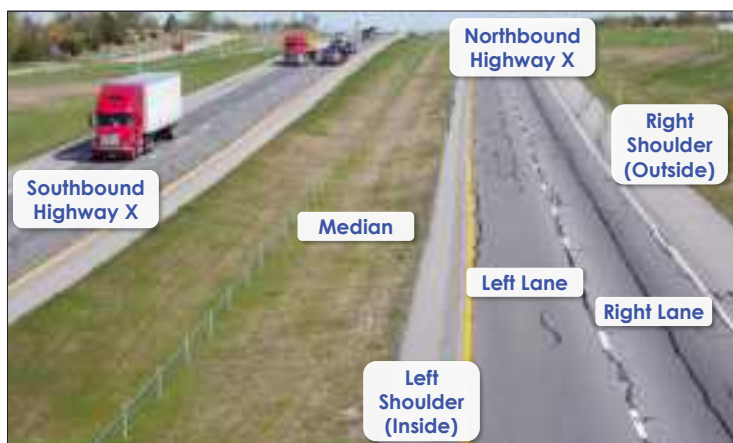 Northbound
Highway X
Right
Shoulder
(Outside)
Southbound
Highway X
Median
Left Lane
Right Lane
Left
Shoulder
(Inside)